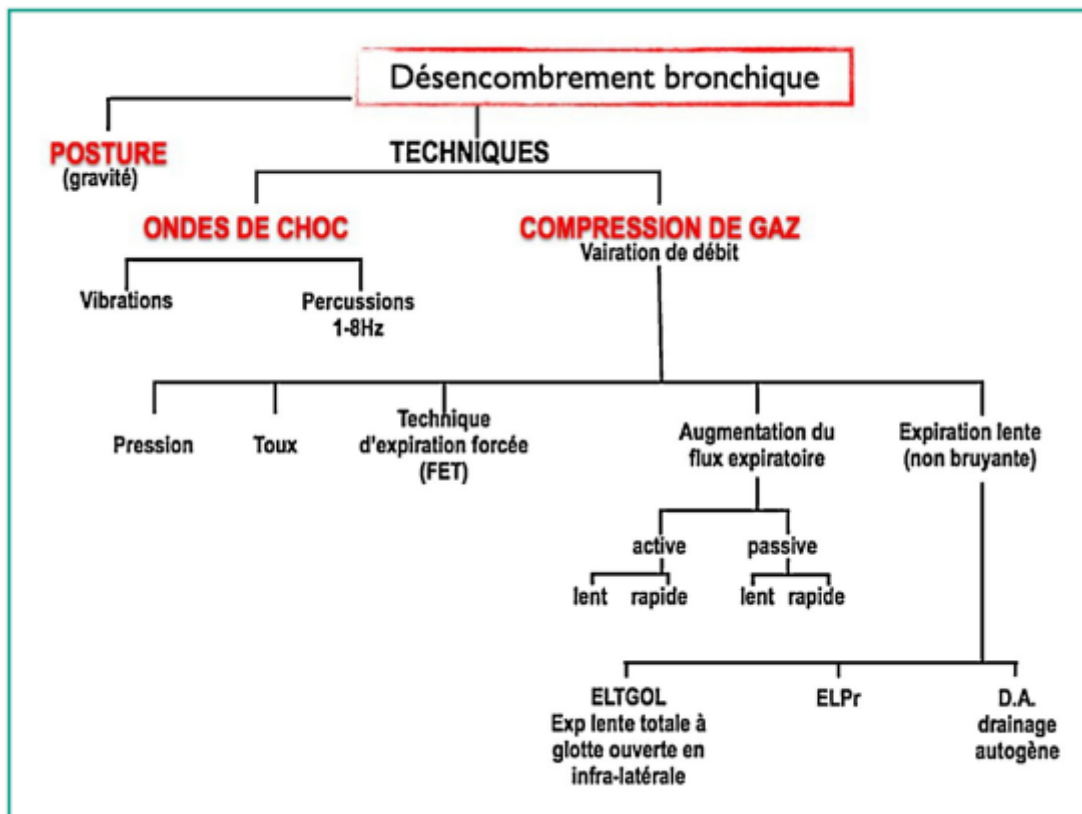 Désencombrement bronchique
POSTURE
(gravité)
TECHNIQUES
ONDES DE CHOC
COMPRESSION DE GAZ
Vairation de débit
Vibrations
Percussions
1-8Hz
Pression
Toux
Technique
d'expiration forcée
(FET)
Augmentation du
flux expiratoire
Expiration lente
(non bruyante)
active
passive
lent
rapide
lent
rapide
ELTGOL
Exp lente totale à
glotte ouverte en
infra-latérale
ELPr
D.A.
drainage
autogène